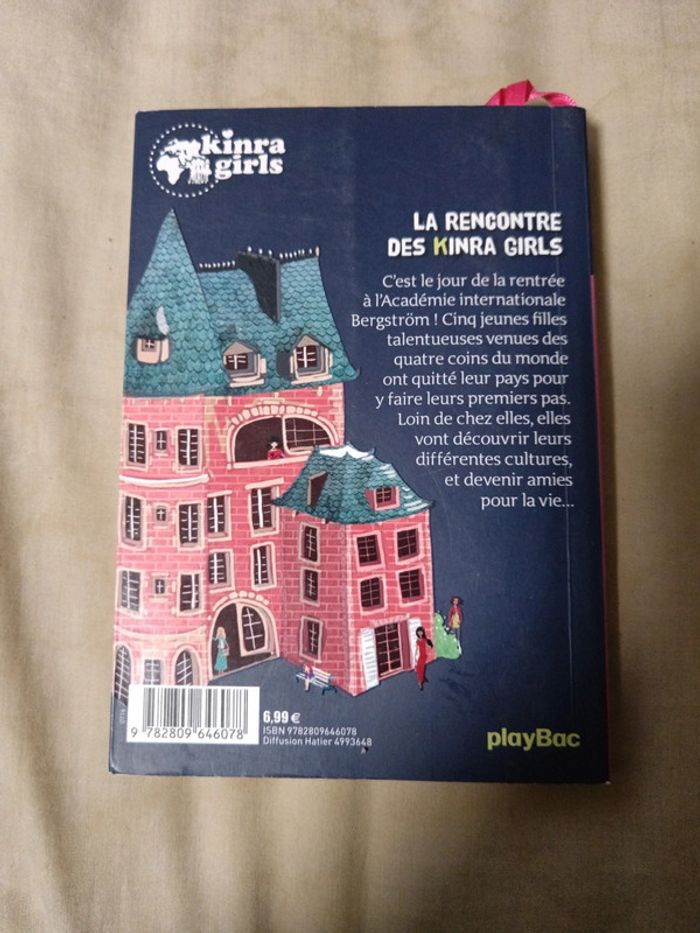 kinra
girls
LA RENCONTRE
DES KINRA GIRLS
C'est le jour de la rentrée
à l'Académie internationale
Bergström ! Cinq jeunes filles
talentueuses venues des
quatre coins du monde
ont quitté leur pays pour
y faire leurs premiers pas.
Loin de chez elles, elles
vont découvrir leurs
différentes cultures,
et devenir amies
pour la vie...
6,99 €
ISBN 9782809646078
Diffusion Hatier 4993648
9 782809 646078
playBac